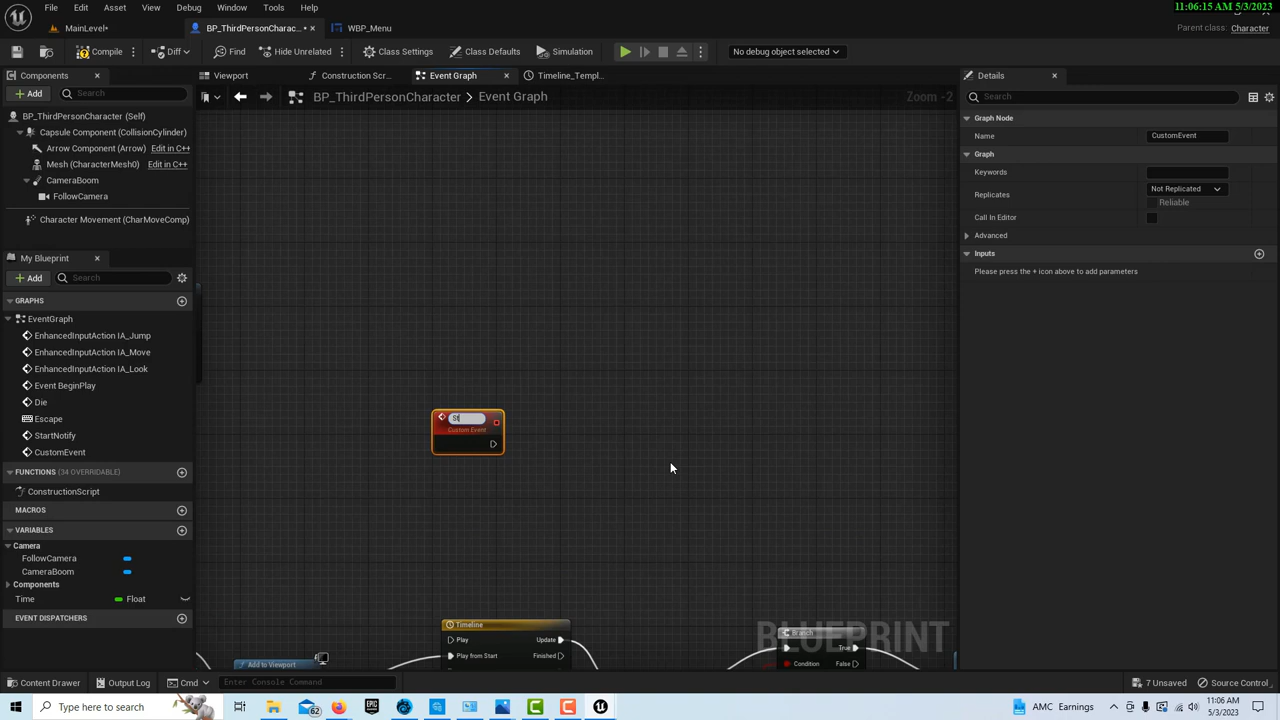 11:06:15 AM 5/3/2023
File Edit Asset View Debug Window Tools Help
MainLevel•
BP_ThirdPersonCharac...•
WBP_Menu
Parent class: Character
Compile
Diff
Find
Hide Unrelated
Class Settings
Class Defaults
Simulation
No debug object selected
Components
Viewport
Construction Scr...
Event Graph
Timeline_Templ...
Details
Add
Search
BP_ThirdPersonCharacter > Event Graph
Zoom -2
Search
BP_ThirdPersonCharacter (Self)
Capsule Component (CollisionCylinder)
Arrow Component (Arrow) Edit in C++
Mesh (CharacterMesh0) Edit in C++
CameraBoom
FollowCamera
Character Movement (CharMoveComp)
Graph Node
Name CustomEvent
Graph
Keywords
Replicates Not Replicated
Reliable
Call In Editor
Advanced
Inputs
Please press the + icon above to add parameters
My Blueprint
Add
Search
GRAPHS
EventGraph
EnhancedInputAction IA_Jump
EnhancedInputAction IA_Move
EnhancedInputAction IA_Look
Event BeginPlay
Die
Escape
StartNotify
CustomEvent
FUNCTIONS (34 OVERRIDABLE)
ConstructionScript
MACROS
VARIABLES
Camera
FollowCamera
CameraBoom
Components
Time Float
EVENT DISPATCHERS
St
Custom Event
Timeline
Play Update
Play from Start Finished
Add to Viewport
Branch
True
Condition False
BLUEPRINT
Content Drawer
Output Log
Cmd
Enter Console Command
7 Unsaved
Source Control
Type here to search
62
AMC Earnings
11:06 AM
5/3/2023